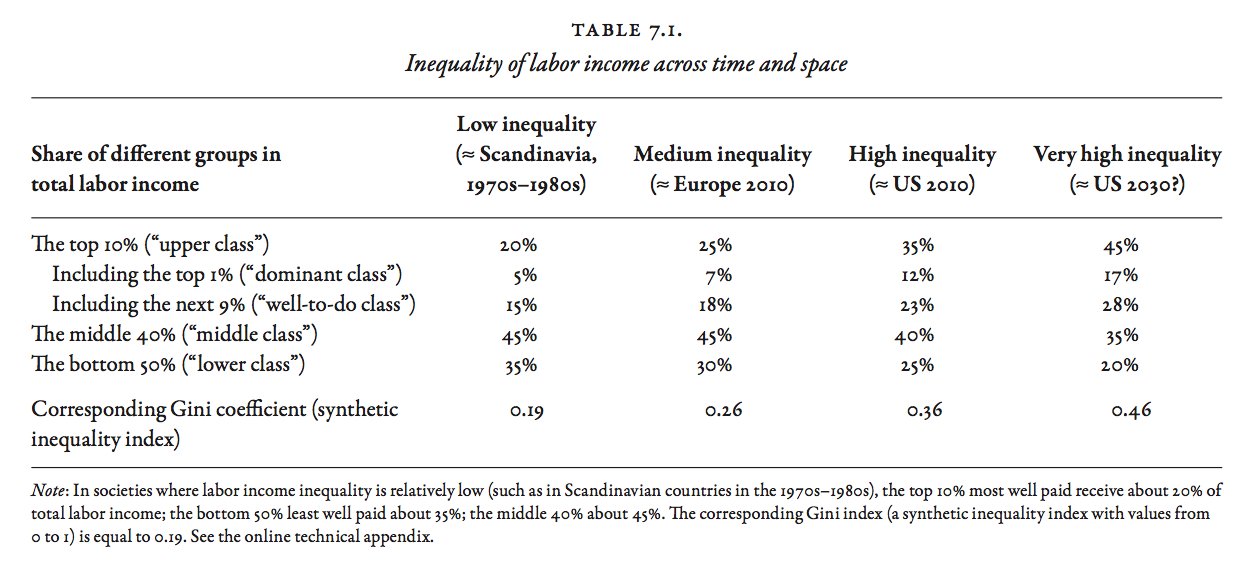 TABLE 7.1.
Inequality of labor income across time and space
Share of different groups in total labor income
Low inequality (≈ Scandinavia, 1970s–1980s)
Medium inequality (≈ Europe 2010)
High inequality (≈ US 2010)
Very high inequality (≈ US 2030?)
The top 10% (“upper class”) 20% 25% 35% 45%
Including the top 1% (“dominant class”) 5% 7% 12% 17%
Including the next 9% (“well-to-do class”) 15% 18% 23% 28%
The middle 40% (“middle class”) 45% 45% 40% 35%
The bottom 50% (“lower class”) 35% 30% 25% 20%
Corresponding Gini coefficient (synthetic inequality index) 0.19 0.26 0.36 0.46
Note: In societies where labor income inequality is relatively low (such as in Scandinavian countries in the 1970s–1980s), the top 10% most well paid receive about 20% of
total labor income; the bottom 50% least well paid about 35%; the middle 40% about 45%. The corresponding Gini index (a synthetic inequality index with values from
0 to 1) is equal to 0.19. See the online technical appendix.